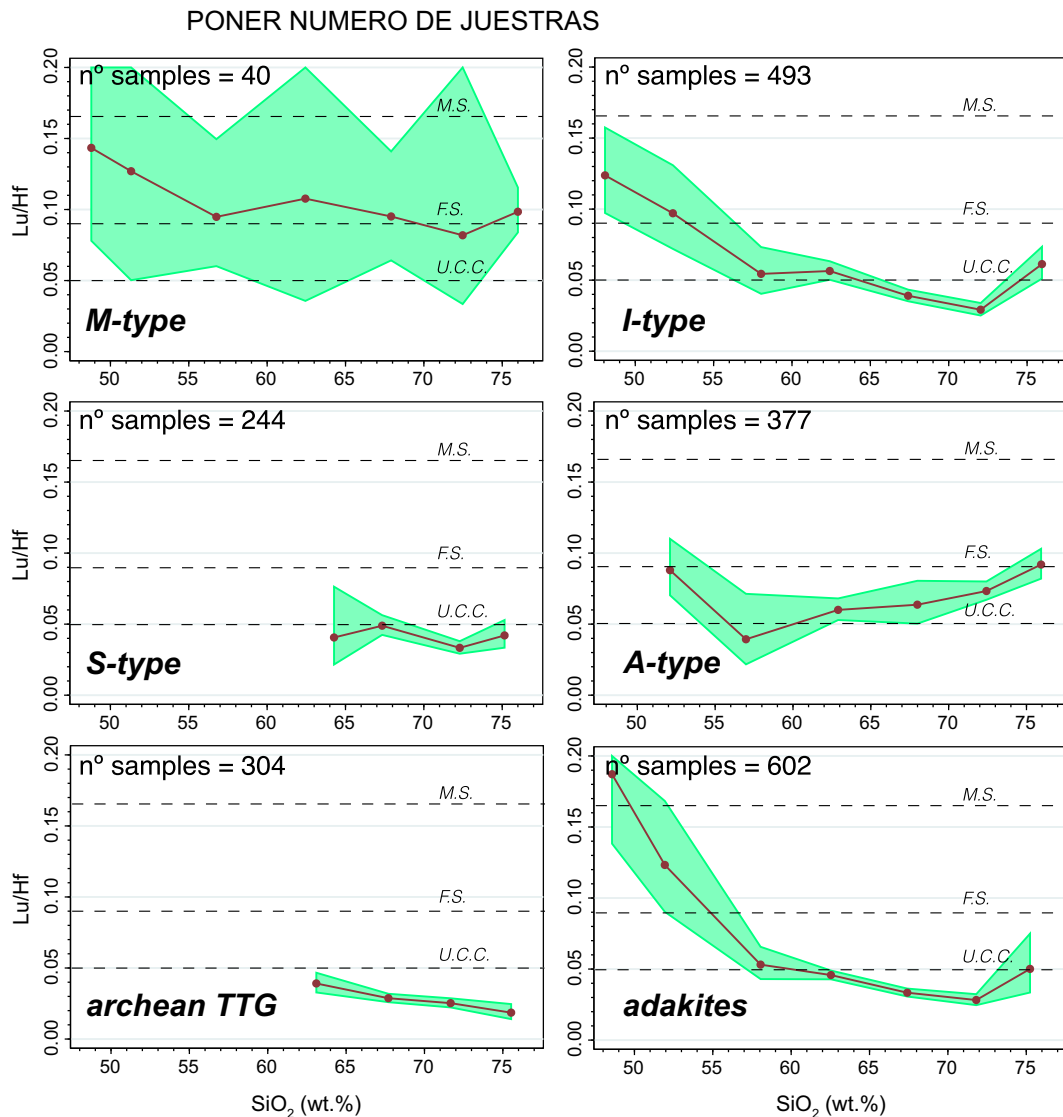 PONER NUMERO DE JUESTRAS
nº samples = 40
M.S.
F.S.
U.C.C.
M-type
Lu/Hf
0.00 0.05 0.10 0.15 0.20
50 55 60 65 70 75
nº samples = 493
M.S.
F.S.
U.C.C.
I-type
0.00 0.05 0.10 0.15 0.20
50 55 60 65 70 75
nº samples = 244
M.S.
F.S.
U.C.C.
S-type
Lu/Hf
0.00 0.05 0.10 0.15 0.20
50 55 60 65 70 75
nº samples = 377
M.S.
F.S.
U.C.C.
A-type
0.00 0.05 0.10 0.15 0.20
50 55 60 65 70 75
nº samples = 304
M.S.
F.S.
U.C.C.
archean TTG
Lu/Hf
0.00 0.05 0.10 0.15 0.20
50 55 60 65 70 75
SiO₂ (wt.%)
nº samples = 602
M.S.
F.S.
U.C.C.
adakites
0.00 0.05 0.10 0.15 0.20
50 55 60 65 70 75
SiO₂ (wt.%)